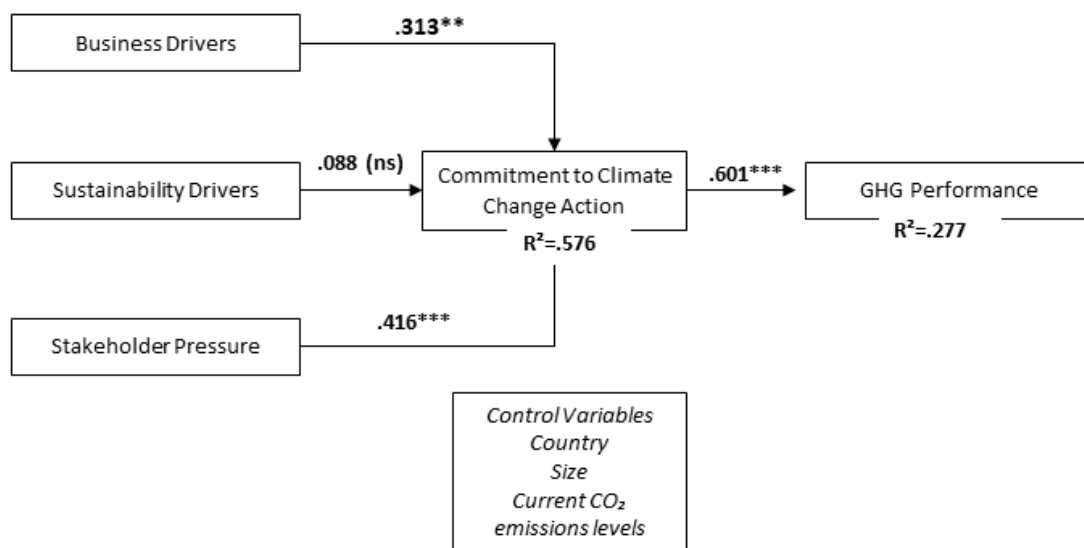 Business Drivers
.313**
Sustainability Drivers
.088 (ns)
Commitment to Climate
Change Action
R²=.576
.601***
GHG Performance
R²=.277
Stakeholder Pressure
.416***
Control Variables
Country
Size
Current CO₂
emissions levels